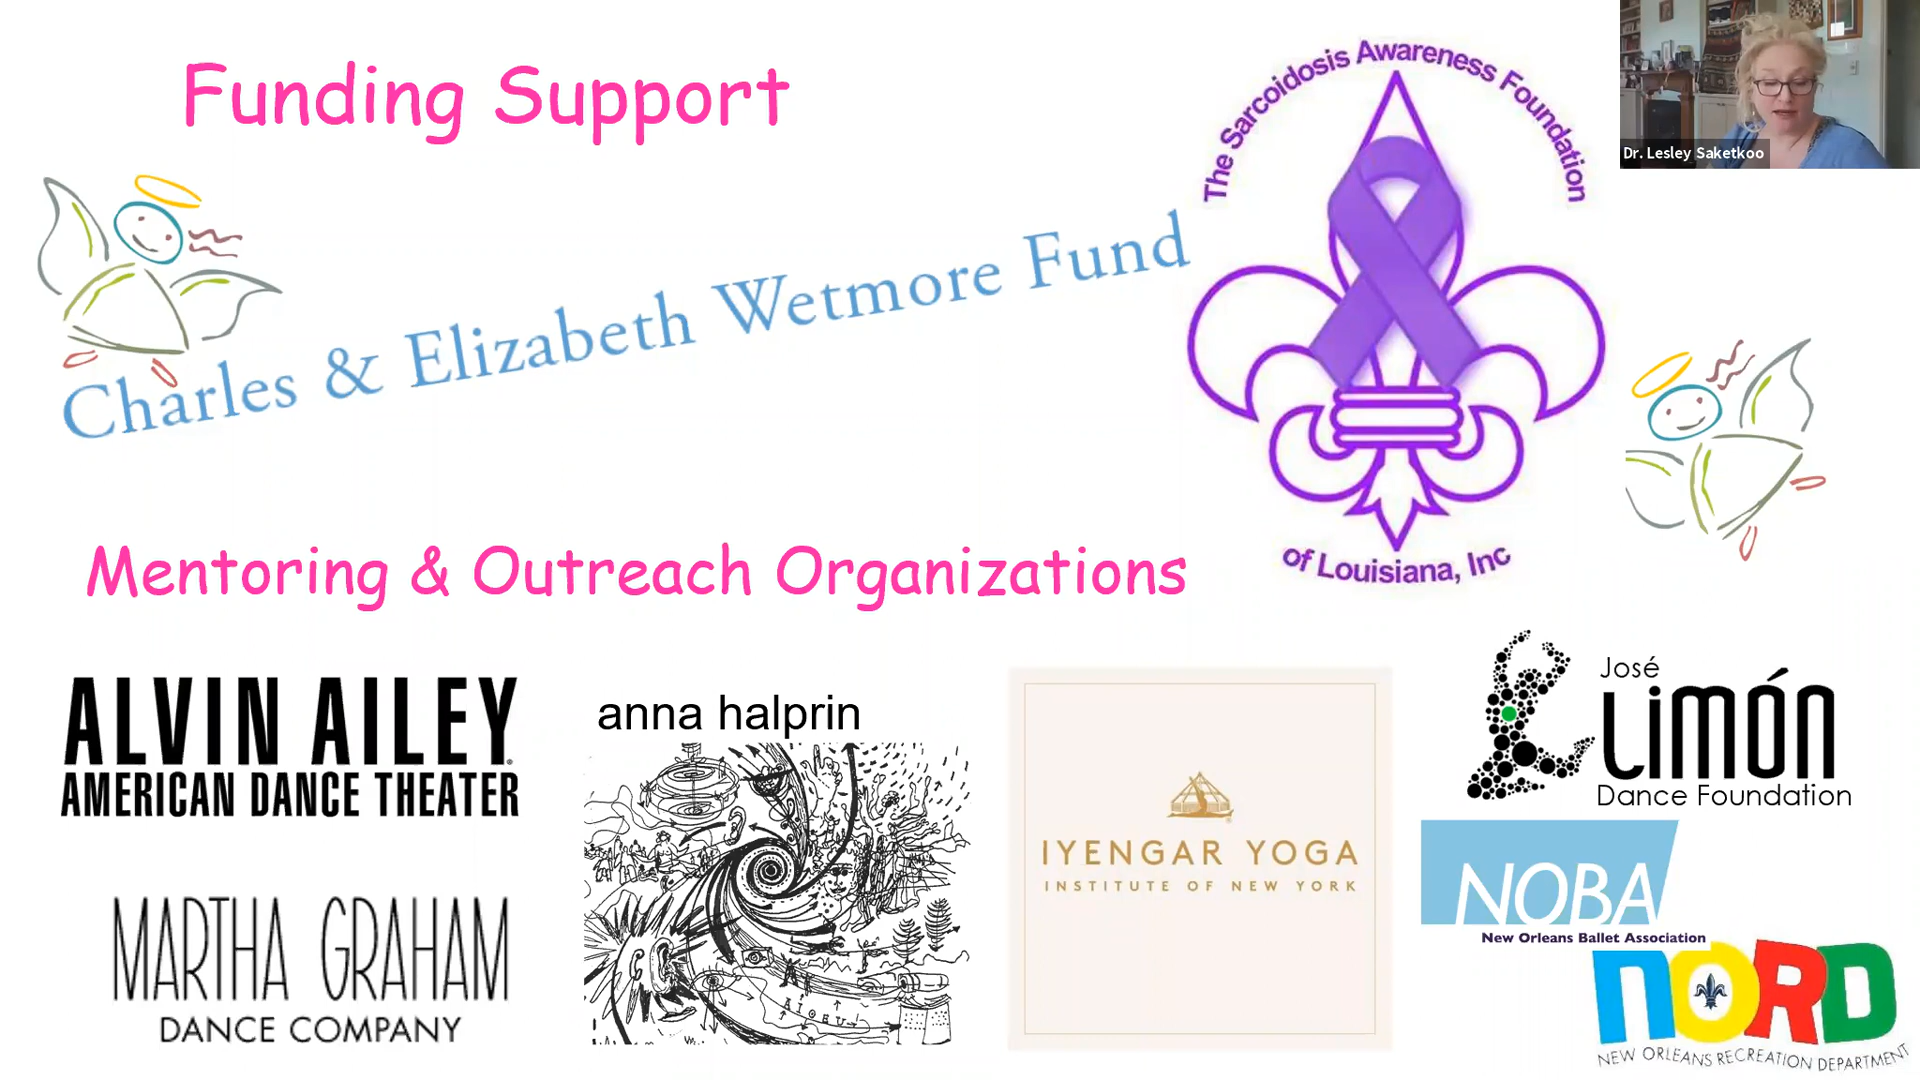 Funding Support
The Sarcoidosis Awareness Foundation
of Louisiana, Inc
Dr. Lesley Saketkoo
Charles & Elizabeth Wetmore Fund
Mentoring & Outreach Organizations
ALVIN AILEY
AMERICAN DANCE THEATER
MARTHA GRAHAM
DANCE COMPANY
anna halprin
IYENGAR YOGA
INSTITUTE OF NEW YORK
José
Limón
Dance Foundation
NOBA
New Orleans Ballet Association
NORD
NEW ORLEANS RECREATION DEPARTMENT